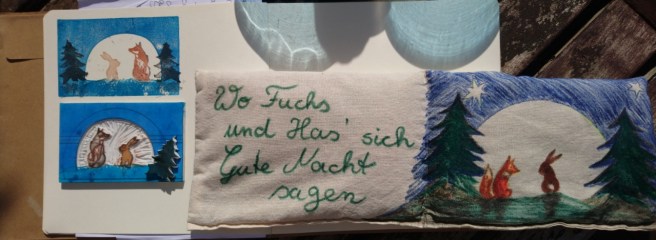 Wo Fuchs
und Has' sich
Gute Nacht
sagen